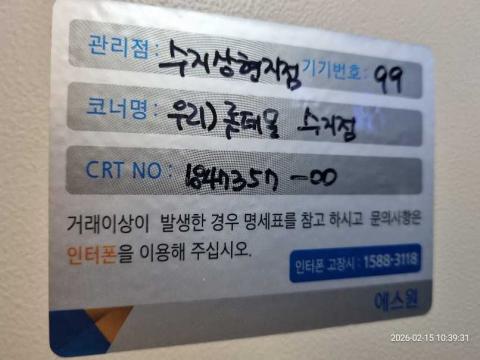 관리점: 수지상현지점 기기번호: 99
코너명: 우리) 롯데몰 수지점
CRT NO: 1847357-00
거래이상이 발생한 경우 명세표를 참고 하시고 문의사항은
인터폰을 이용해 주십시오.
인터폰 고장시 : 1588-3118
에스원
2026-02-15 10:39:31